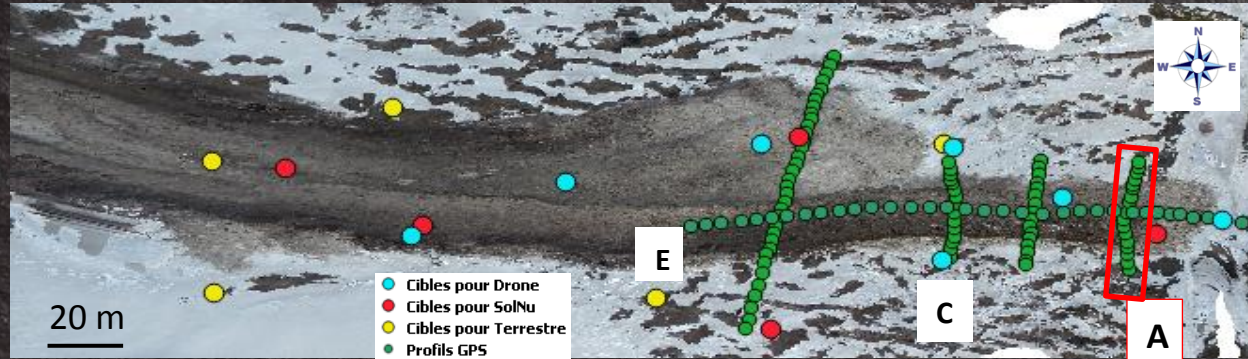 N
W E
S
E
C
A
20 m
Cibles pour Drone
Cibles pour SolNu
Cibles pour Terrestre
Profils GPS